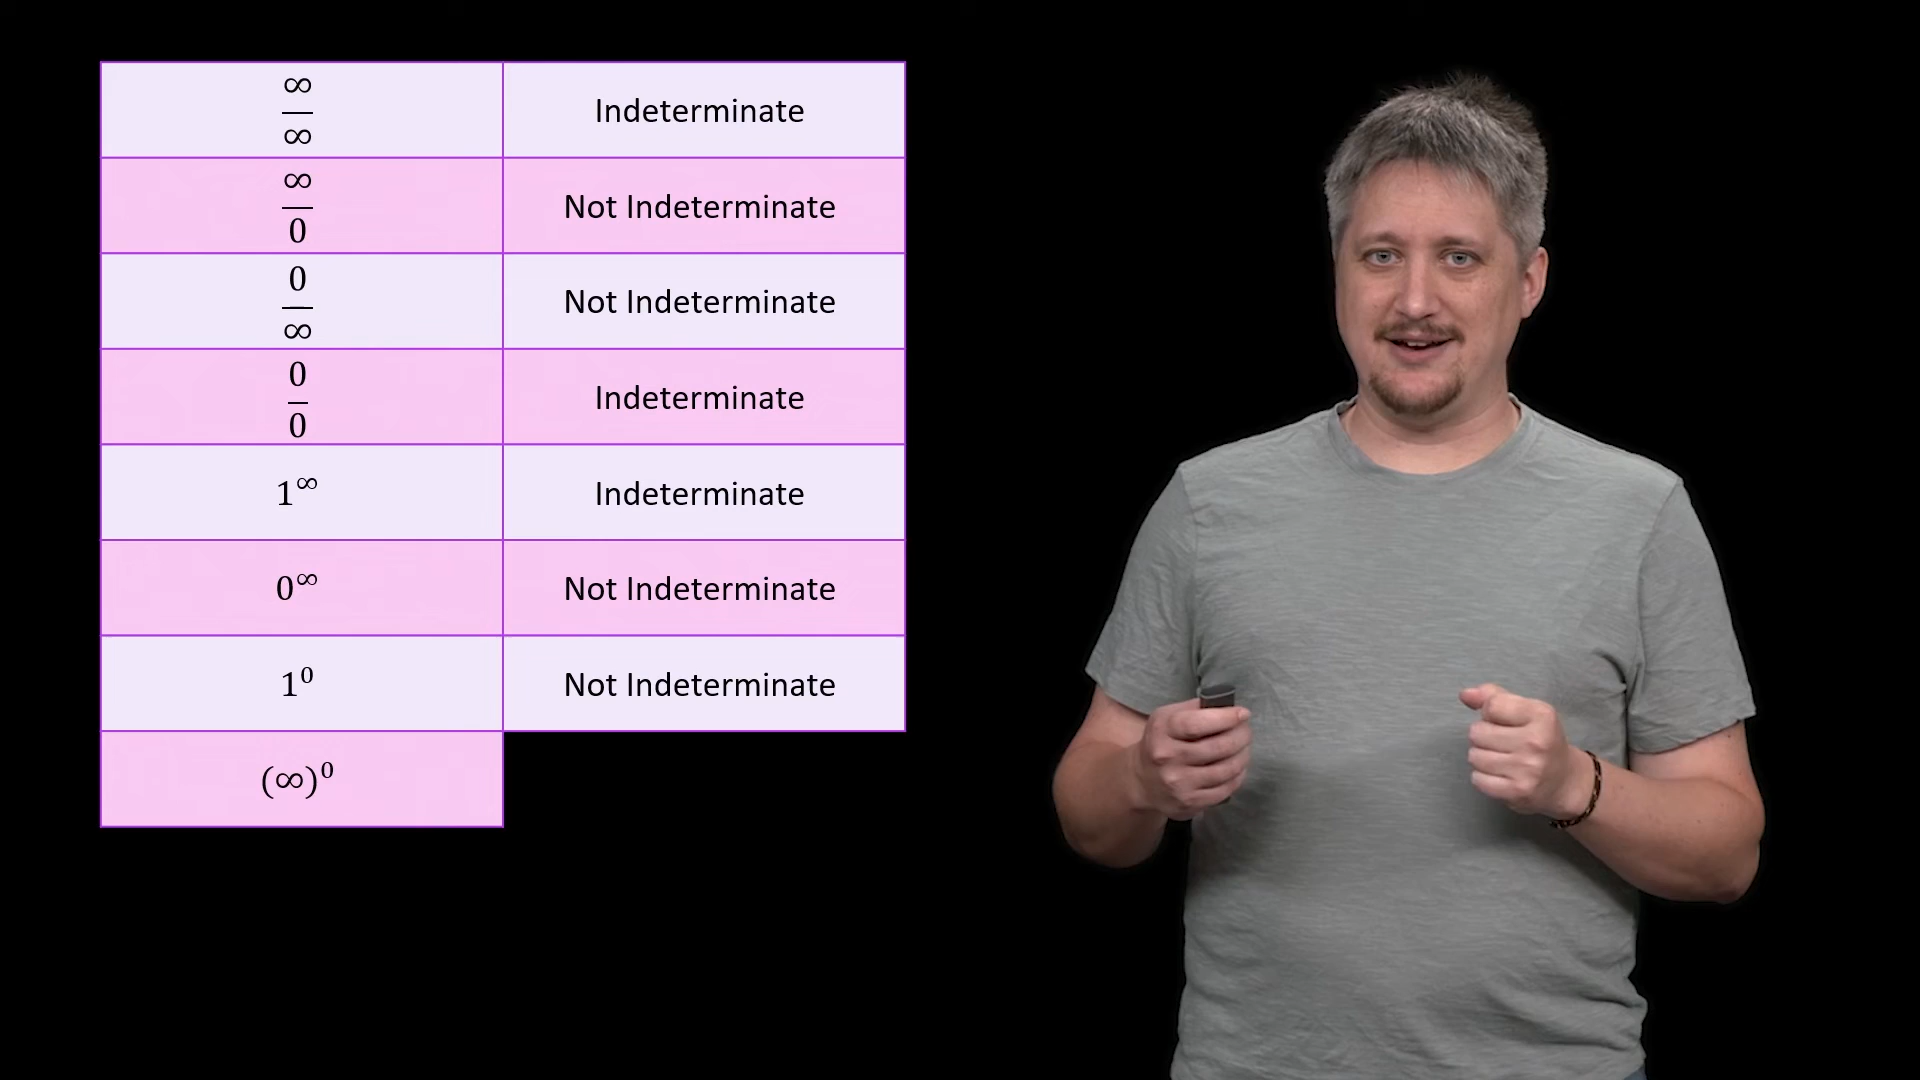 ∞/∞ Indeterminate
∞/0 Not Indeterminate
0/∞ Not Indeterminate
0/0 Indeterminate
1^∞ Indeterminate
0^∞ Not Indeterminate
1^0 Not Indeterminate
(∞)^0